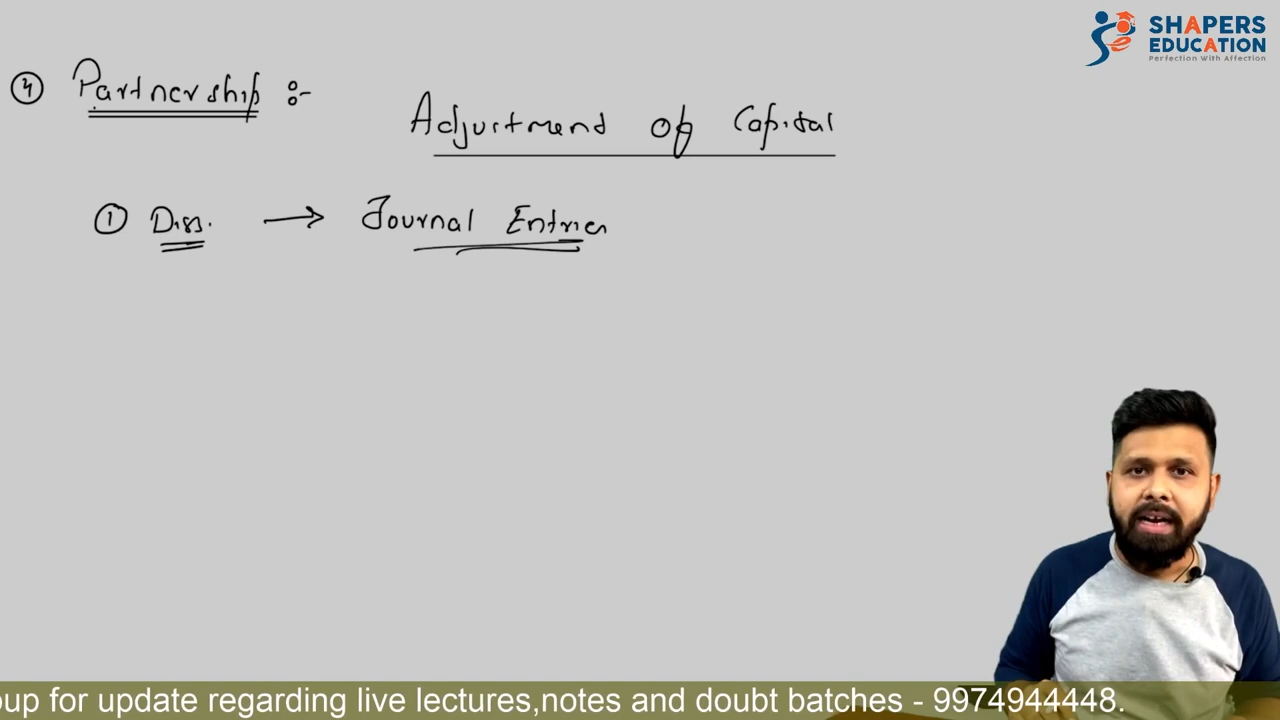 SHAPERS
EDUCATION
Perfection With Affection
④ Partnership :-
Adjustment of Capital
① Diss. → Journal Entries
oup for update regarding live lectures,notes and doubt batches - 9974944448.